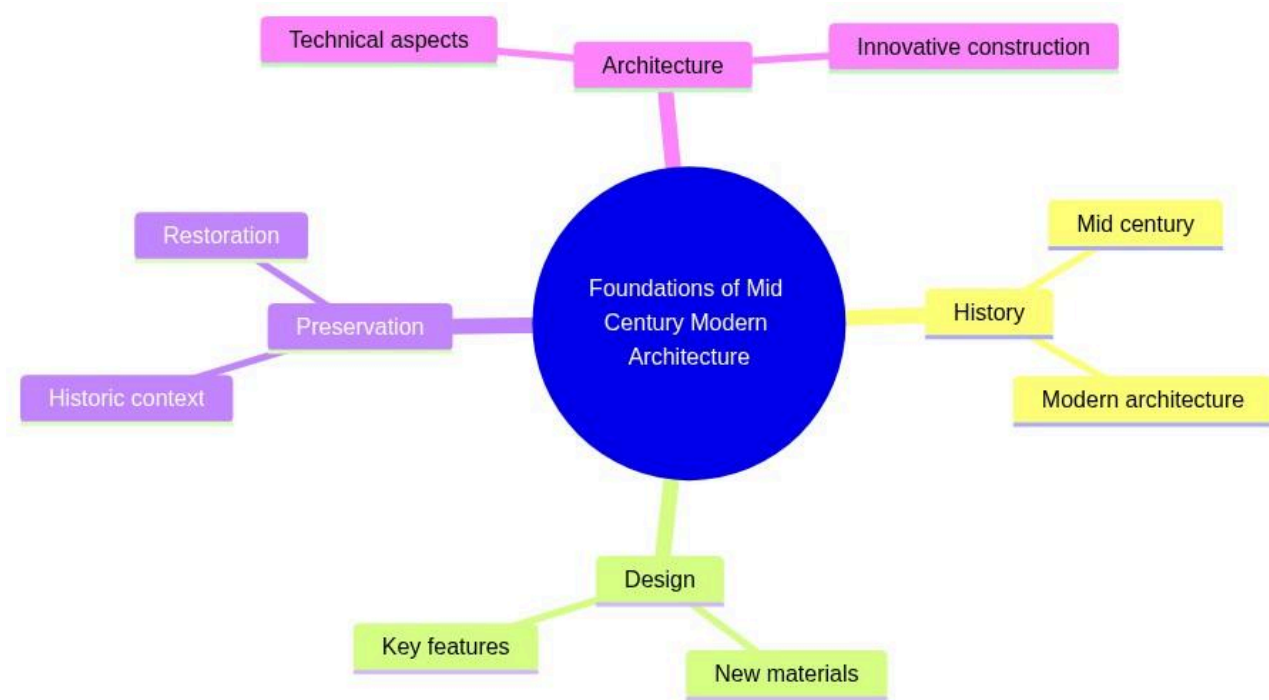 Technical aspects
Architecture
Innovative construction
Restoration
Preservation
Historic context
Foundations of Mid
Century Modern
Architecture
Mid century
History
Modern architecture
Design
Key features
New materials